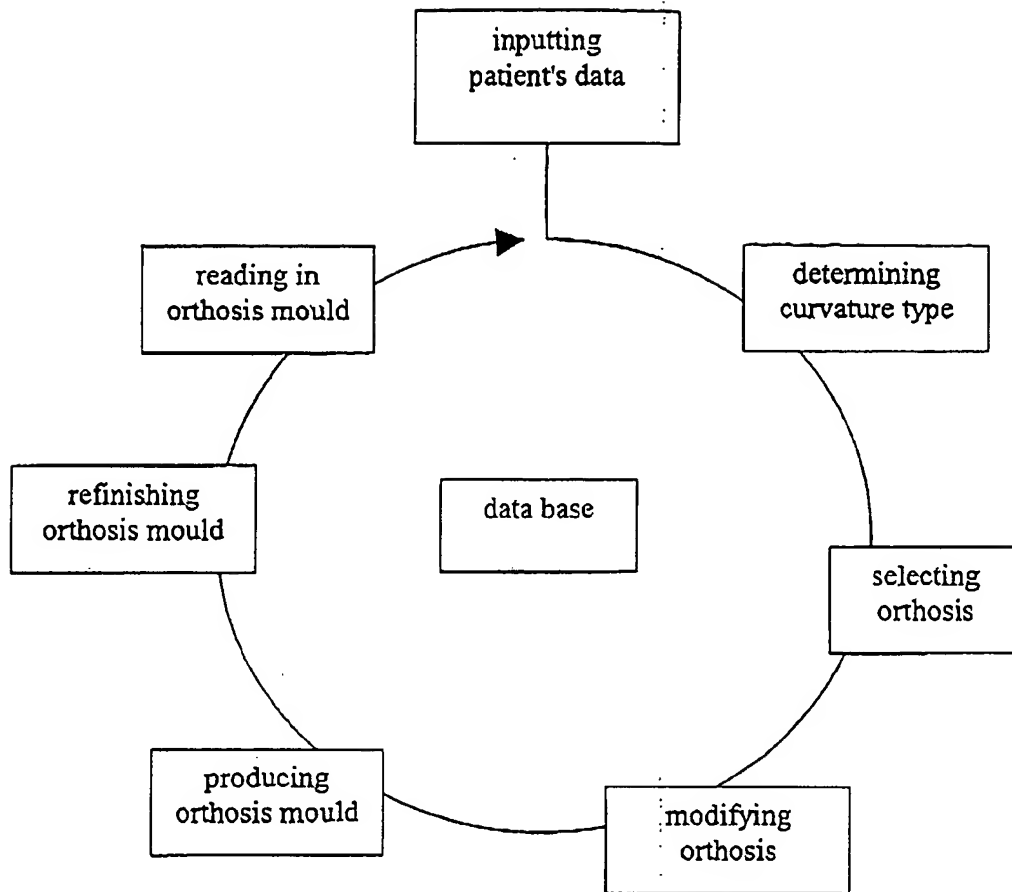 inputting
patient's data
determining
curvature type
selecting
orthosis
modifying
orthosis
producing
orthosis mould
refinishing
orthosis mould
reading in
orthosis mould
data base